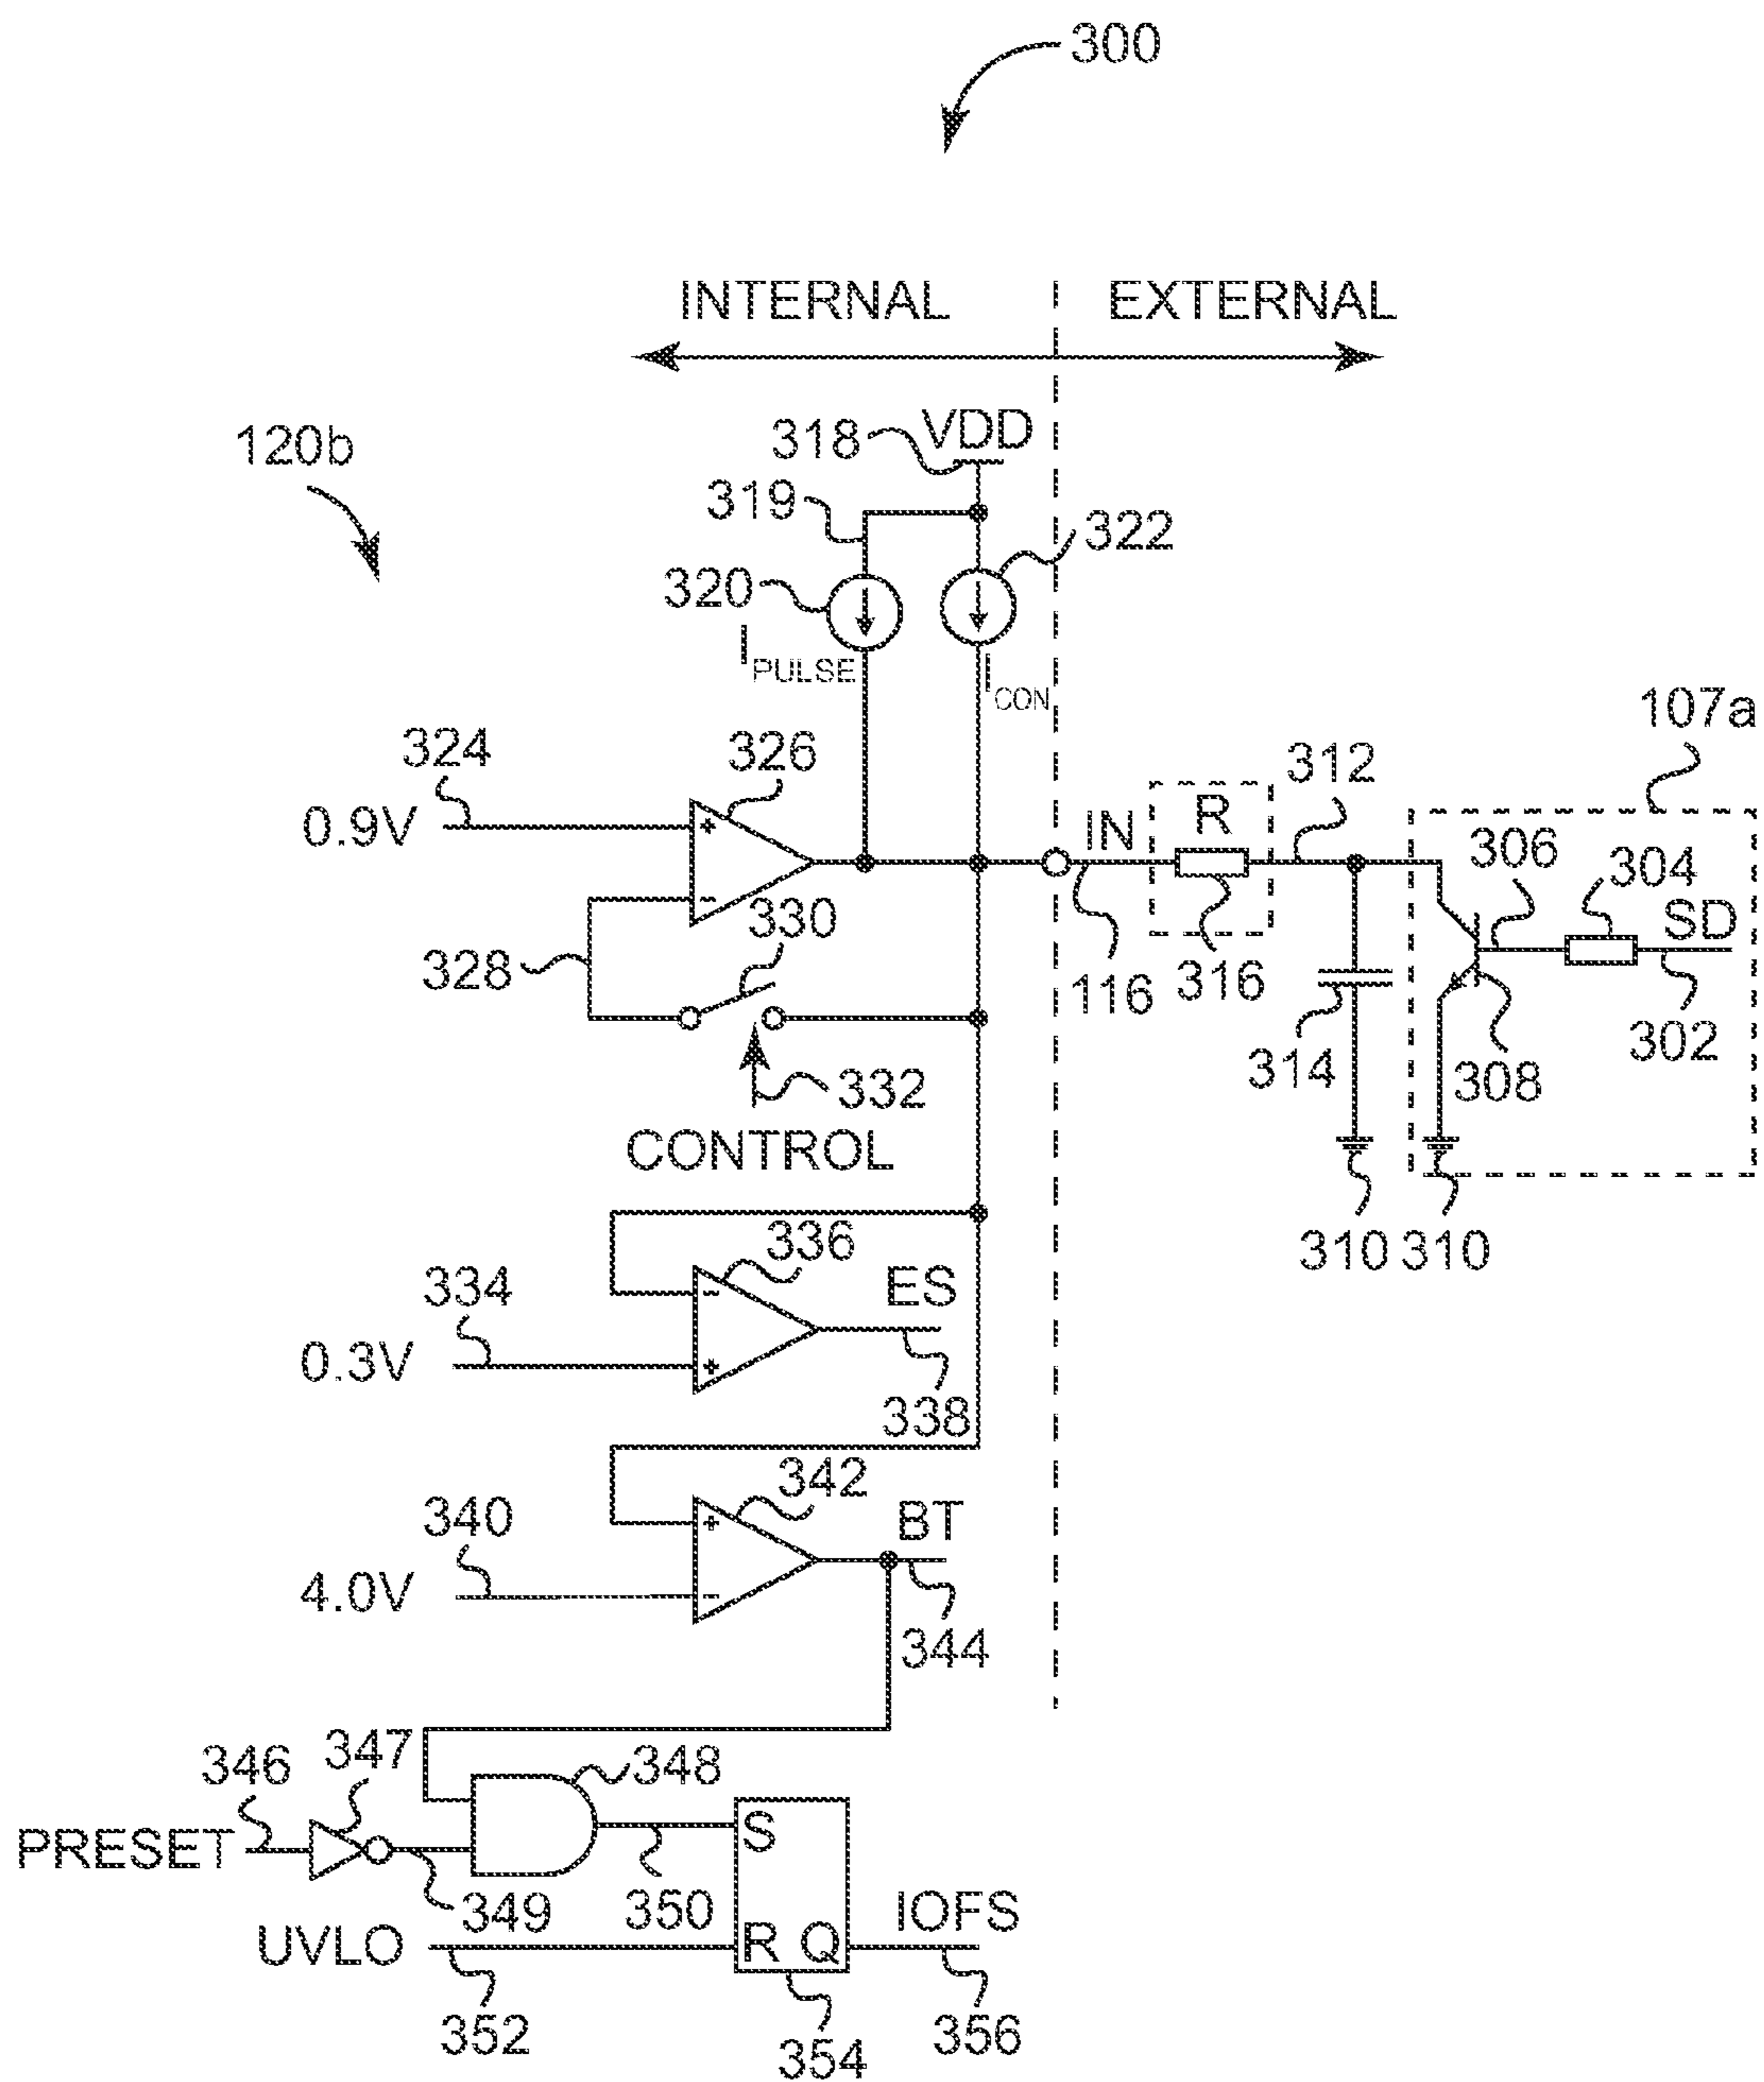 300
INTERNAL EXTERNAL
120b
318 VDD
319
322
320
I PULSE
I CON
107a
324
326
312
0.9V
+
IN
R
306
304
SD
-
330
328
116
316
302
314
308
332
CONTROL
310 310
336
334
-
ES
0.3V
+
338
342
340
+
BT
4.0V
-
344
347
346
348
PRESET
S
349
350
IOFS
UVLO
R Q
352
354
356